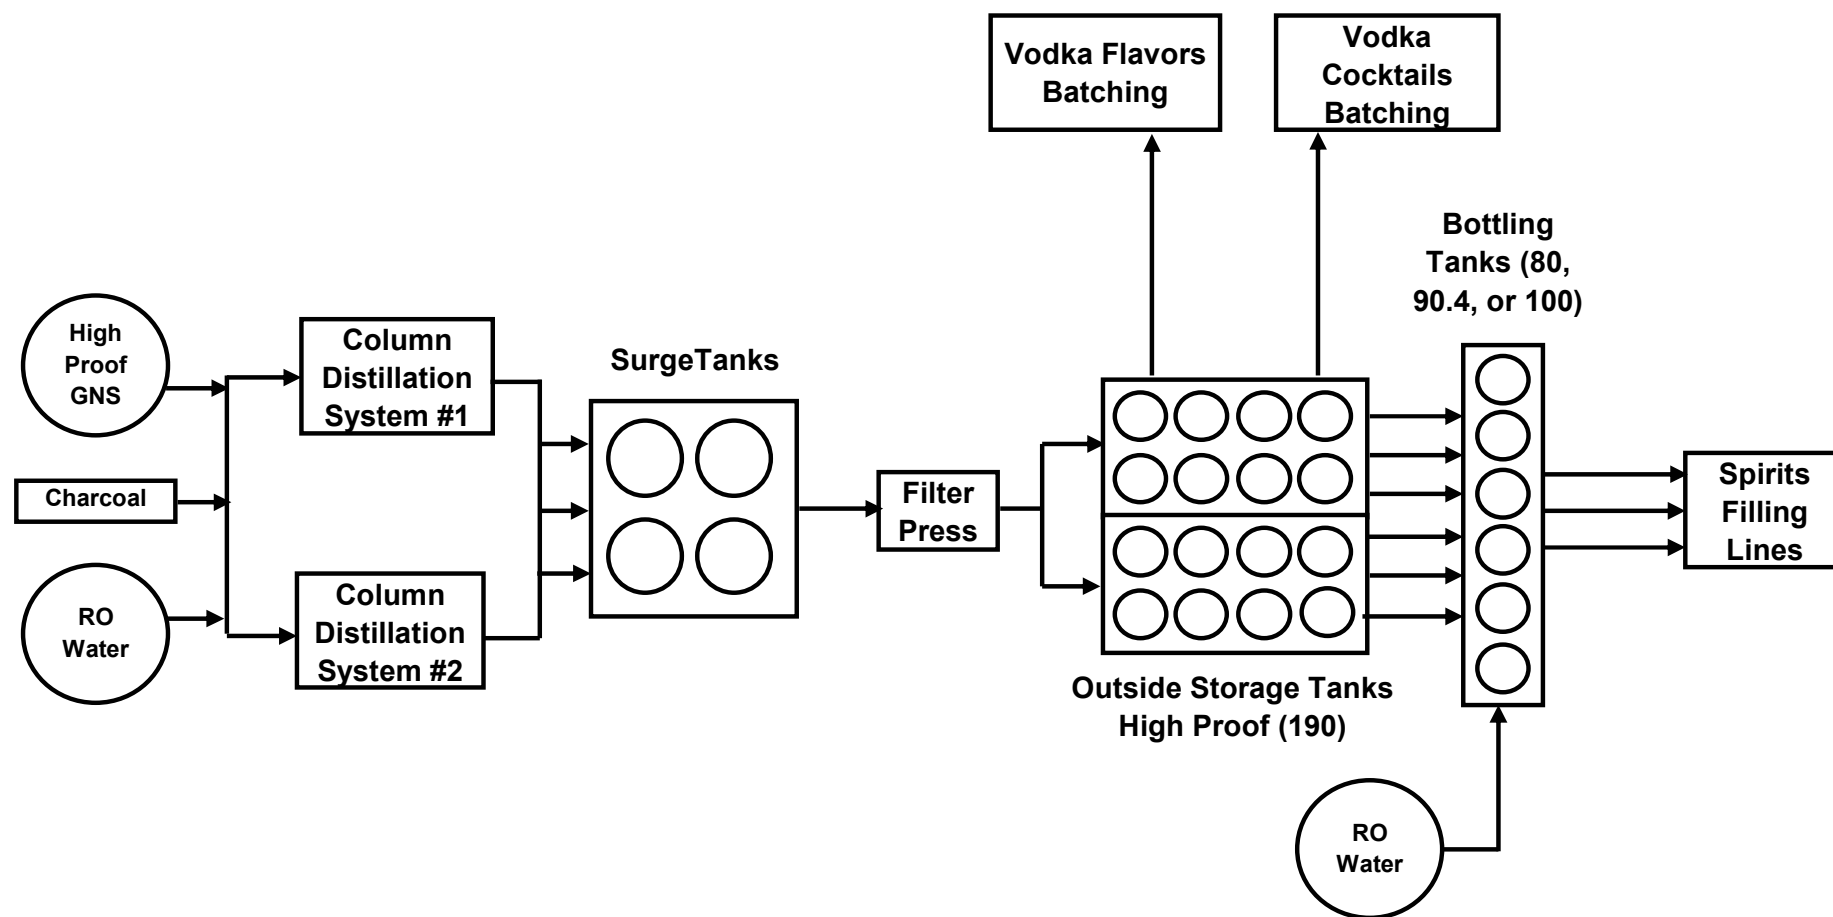 Vodka Flavors
Batching
Vodka
Cocktails
Batching
Bottling
Tanks (80,
90.4, or 100)
High
Proof
GNS
Column
Distillation
System #1
SurgeTanks
Charcoal
Filter
Press
Spirits
Filling
Lines
RO
Water
Column
Distillation
System #2
Outside Storage Tanks
High Proof (190)
RO
Water